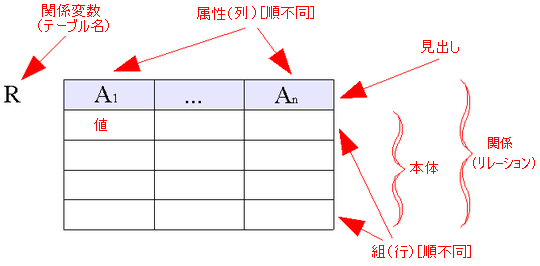 関係変数
(テーブル名)
属性(列)[順不同]
見出し
R
A1
...
An
値
本体
関係
(リレーション)
組(行)[順不同]